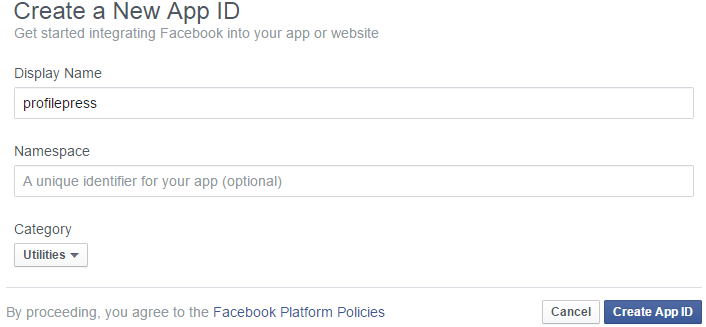 Create a New App ID
Get started integrating Facebook into your app or website
Display Name
profilepress
Namespace
A unique identifier for your app (optional)
Category
Utilities
By proceeding, you agree to the Facebook Platform Policies
Cancel
Create App ID